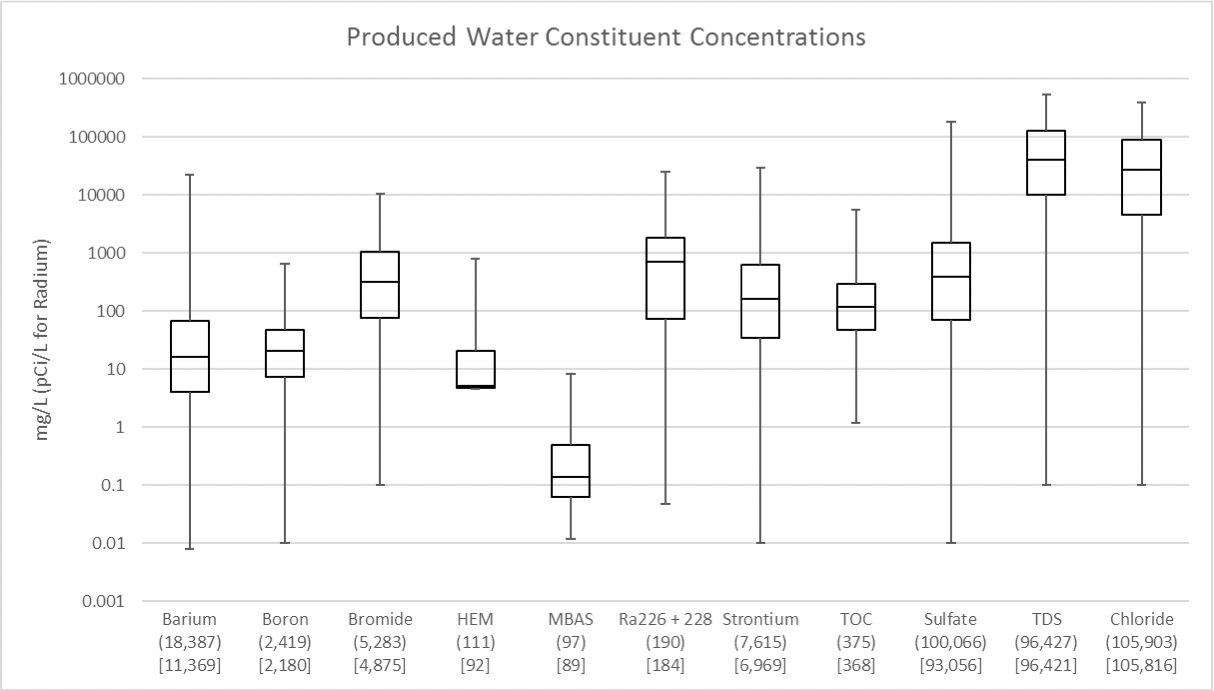 Produced Water Constituent Concentrations
mg/L (pCi/L for Radium)
1000000
100000
10000
1000
100
10
1
0.1
0.01
0.001
Barium Boron Bromide HEM MBAS Ra226 + 228 Strontium TOC Sulfate TDS Chloride
(18,387) (2,419) (5,283) (111) (97) (190) (7,615) (375) (100,066) (96,427) (105,903)
[11,369] [2,180] [4,875] [92] [89] [184] [6,969] [368] [93,056] [96,421] [105,816]